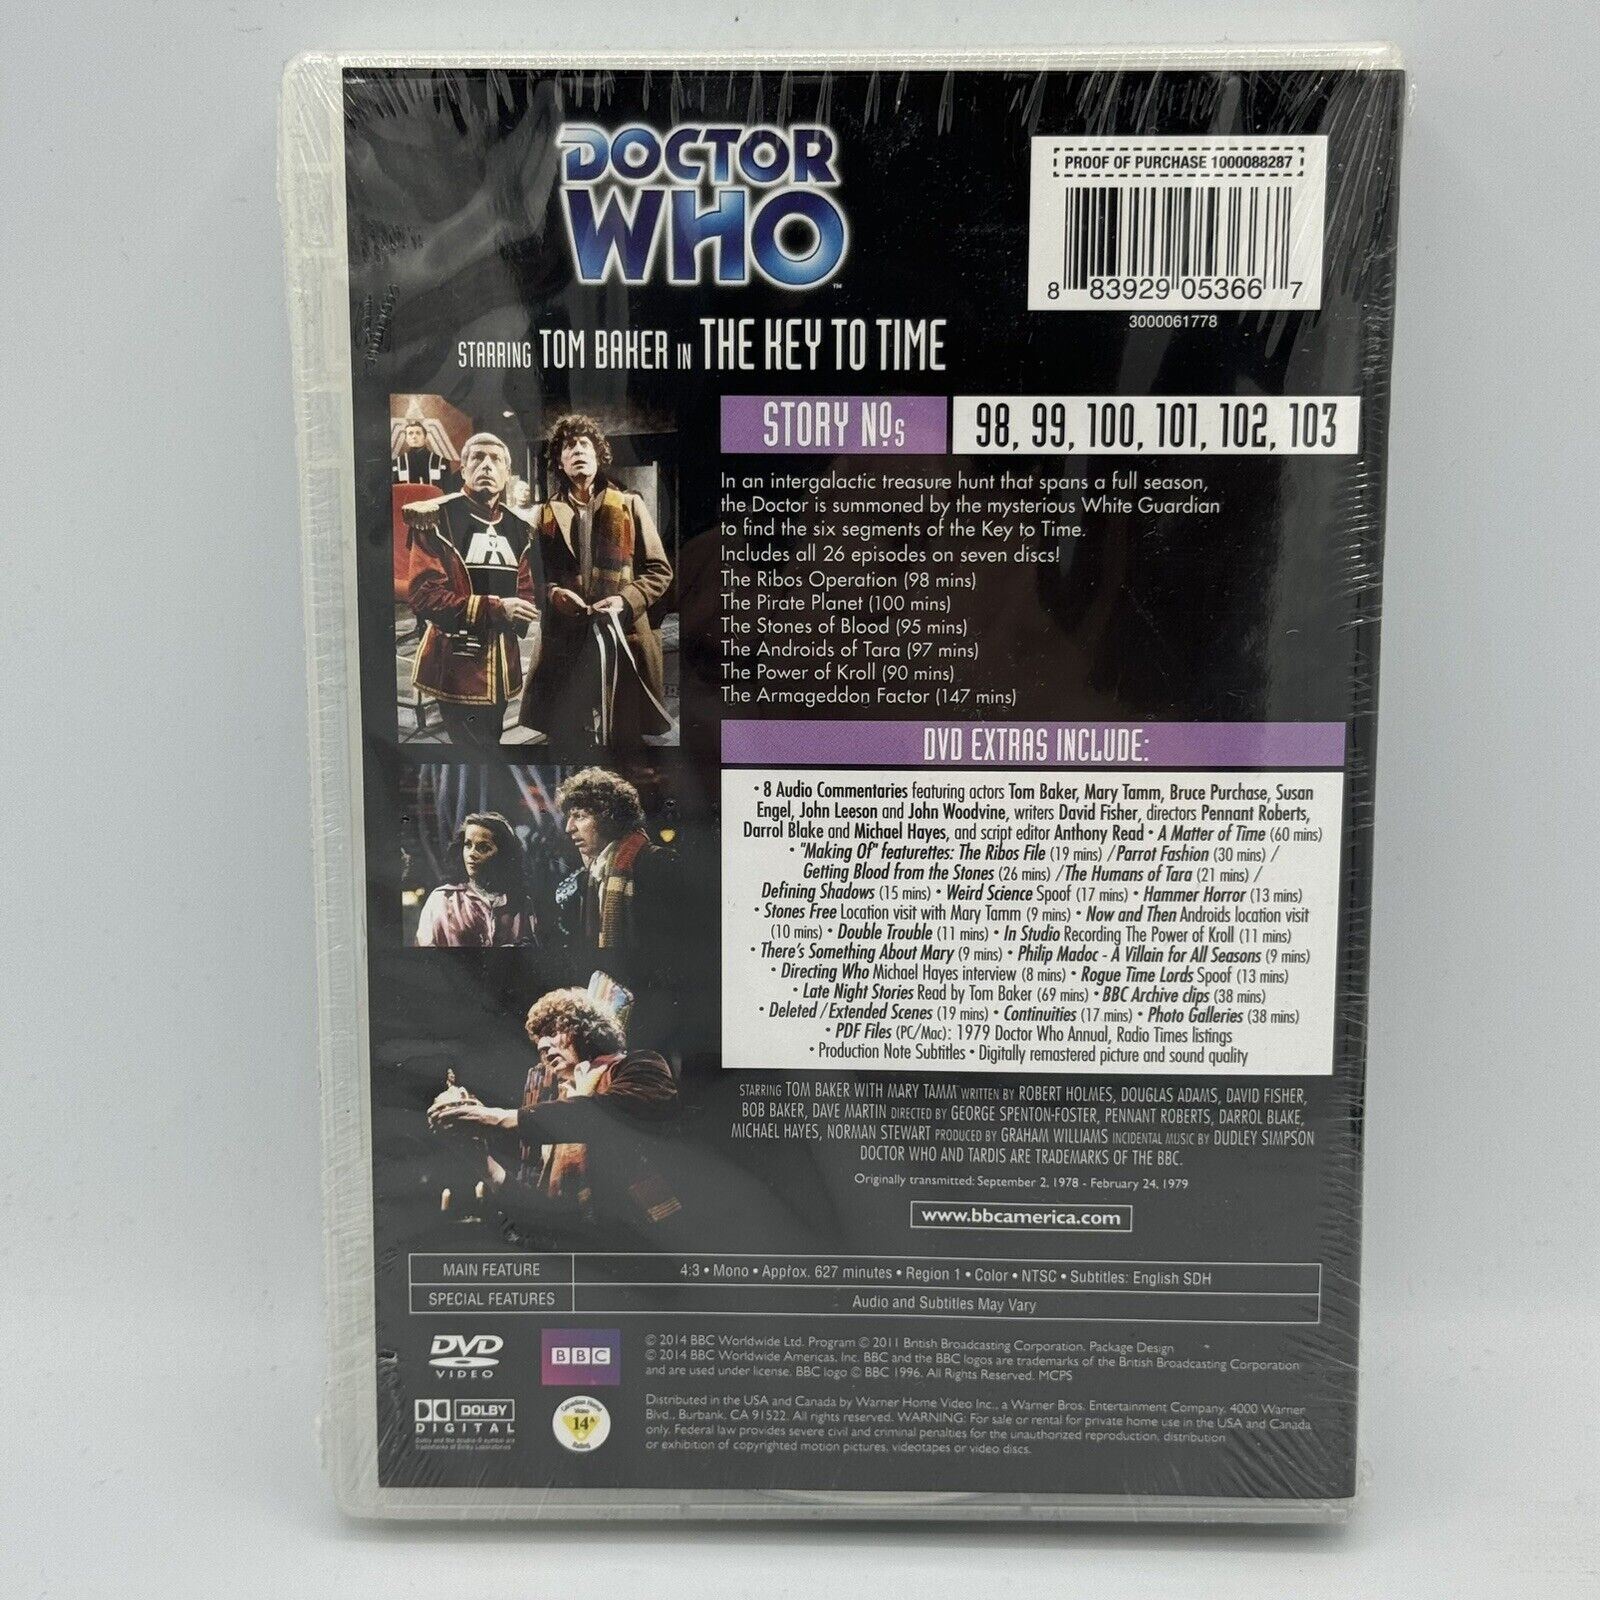 DOCTOR
WHO
TM
PROOF OF PURCHASE 1000088287
8 83929 05366 7
3000061778
STARRING TOM BAKER IN THE KEY TO TIME
STORY NOS 98, 99, 100, 101, 102, 103
In an intergalactic treasure hunt that spans a full season,
the Doctor is summoned by the mysterious White Guardian
to find the six segments of the Key to Time.
Includes all 26 episodes on seven discs!
The Ribos Operation (98 mins)
The Pirate Planet (100 mins)
The Stones of Blood (95 mins)
The Androids of Tara (97 mins)
The Power of Kroll (90 mins)
The Armageddon Factor (147 mins)
DVD EXTRAS INCLUDE:
• 8 Audio Commentaries featuring actors Tom Baker, Mary Tamm, Bruce Purchase, Susan
Engel, John Leeson and John Woodvine, writers David Fisher, directors Pennant Roberts,
Darrol Blake and Michael Hayes, and script editor Anthony Read • A Matter of Time (60 mins)
• "Making Of" featurettes: The Ribos File (19 mins) /Parrot Fashion (30 mins) /
Getting Blood from the Stones (26 mins) /The Humans of Tara (21 mins) /
Defining Shadows (15 mins) • Weird Science Spoof (17 mins) • Hammer Horror (13 mins)
• Stones Free Location visit with Mary Tamm (9 mins) • Now and Then Androids location visit
(10 mins) • Double Trouble (11 mins) • In Studio Recording The Power of Kroll (11 mins)
• There's Something About Mary (9 mins) • Philip Madoc - A Villain for All Seasons (9 mins)
• Directing Who Michael Hayes interview (8 mins) • Rogue Time Lords Spoof (13 mins)
• Late Night Stories Read by Tom Baker (69 mins) • BBC Archive clips (38 mins)
• Deleted/Extended Scenes (19 mins) • Continuities (17 mins) • Photo Galleries (38 mins)
• PDF Files (PC/Mac): 1979 Doctor Who Annual, Radio Times listings
• Production Note Subtitles • Digitally remastered picture and sound quality
STARRING TOM BAKER WITH MARY TAMM WRITTEN BY ROBERT HOLMES, DOUGLAS ADAMS, DAVID FISHER,
BOB BAKER, DAVE MARTIN DIRECTED BY GEORGE SPENTON-FOSTER, PENNANT ROBERTS, DARROL BLAKE,
MICHAEL HAYES, NORMAN STEWART PRODUCED BY GRAHAM WILLIAMS INCIDENTAL MUSIC BY DUDLEY SIMPSON
DOCTOR WHO AND TARDIS ARE TRADEMARKS OF THE BBC.
Originally transmitted: September 2, 1978 - February 24, 1979
www.bbcamerica.com
MAIN FEATURE 4:3 • Mono • Approx. 627 minutes • Region 1 • Color • NTSC • Subtitles: English SDH
SPECIAL FEATURES Audio and Subtitles May Vary
DVD
VIDEO
BBC
© 2014 BBC Worldwide Ltd. Program © 2011 British Broadcasting Corporation. Package Design
© 2014 BBC Worldwide Americas, Inc. BBC and the BBC logos are trademarks of the British Broadcasting Corporation
and are used under license. BBC logo © BBC 1996. All Rights Reserved. MCPS
DOLBY
DIGITAL
Dolby and the double-D symbol are
trademarks of Dolby Laboratories
Canadian Home
Video
14A
Rated
Distributed in the USA and Canada by Warner Home Video Inc., a Warner Bros. Entertainment Company. 4000 Warner
Blvd., Burbank, CA 91522. All rights reserved. WARNING: For sale or rental for private home use in the USA and Canada
only. Federal law provides severe civil and criminal penalties for the unauthorized reproduction, distribution
or exhibition of copyrighted motion pictures, videotapes or video discs.